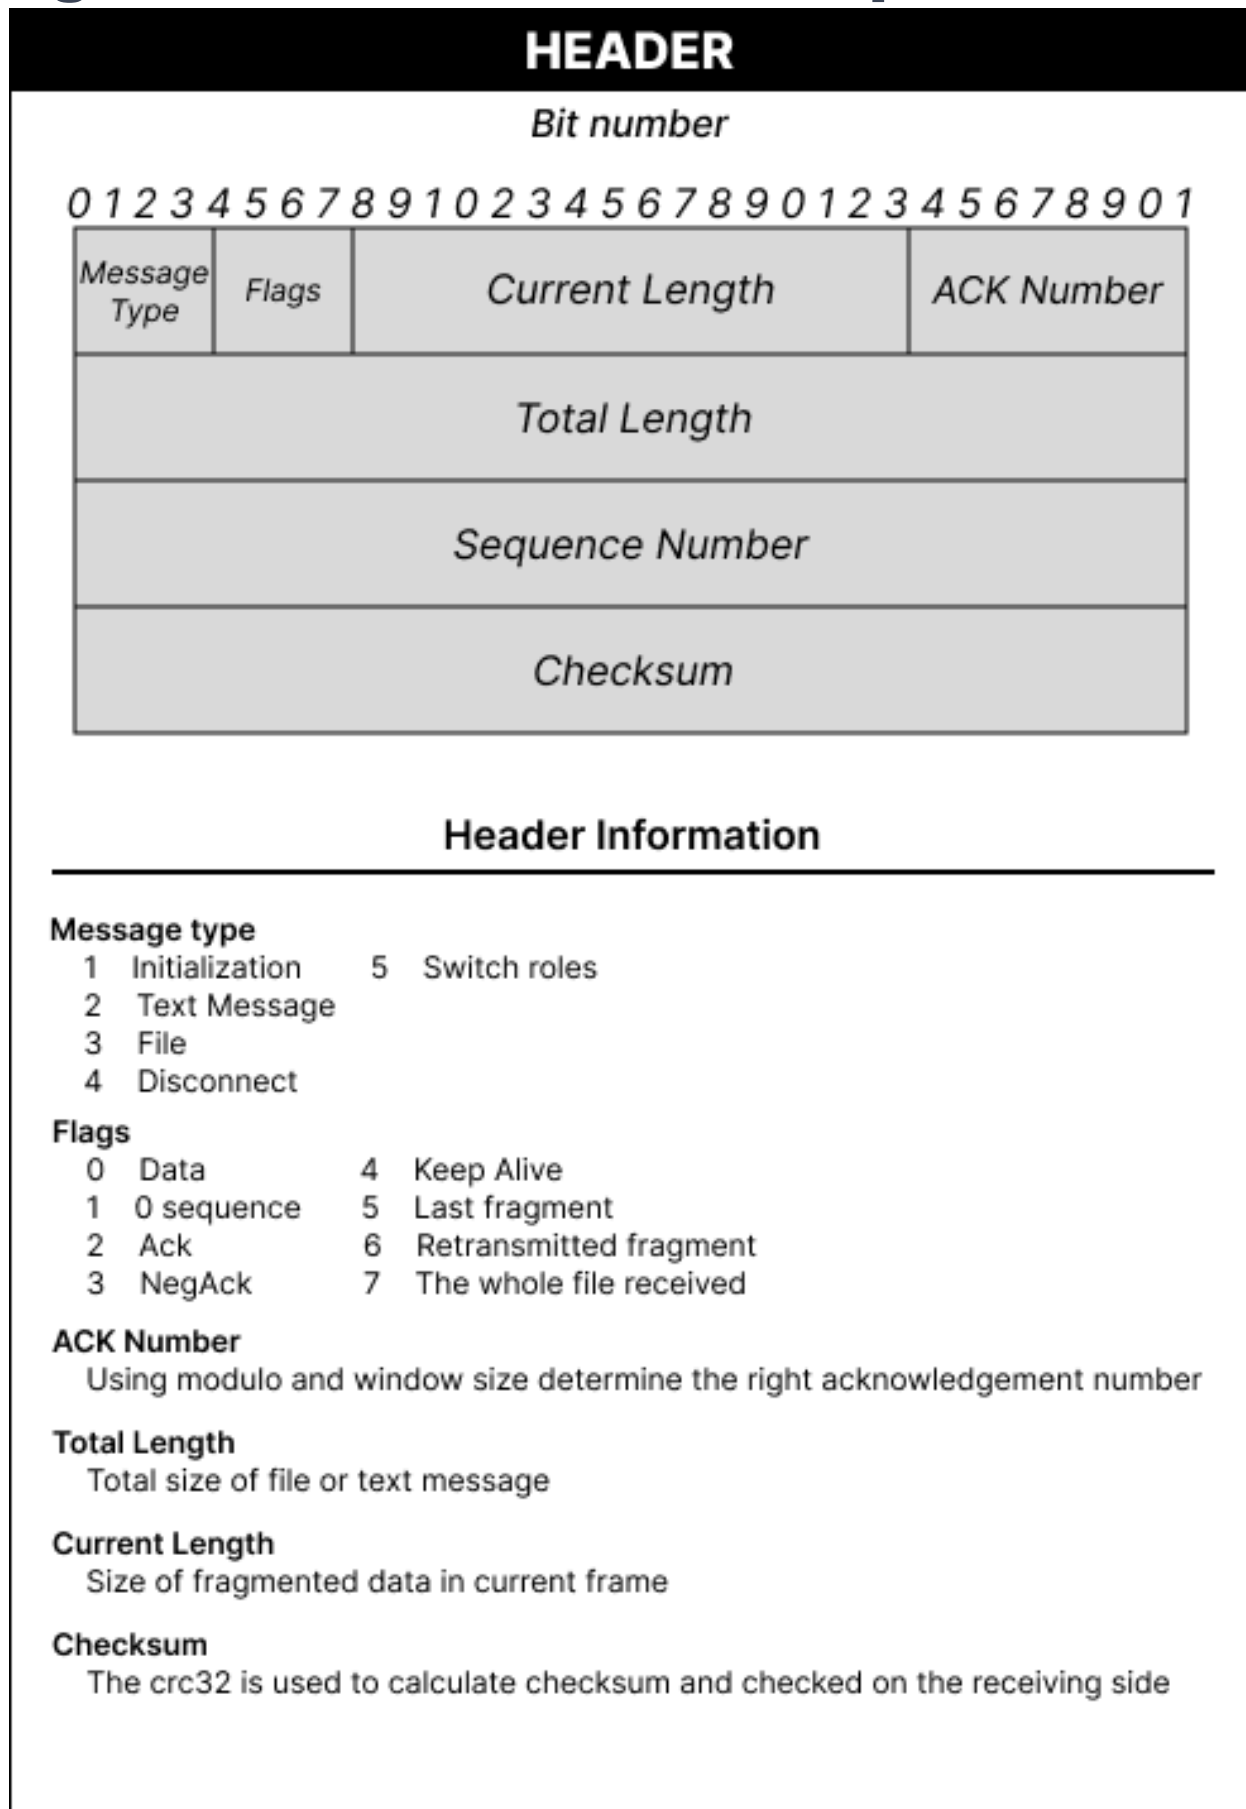 HEADER
Bit number
0 1 2 3 4 5 6 7 8 9 1 0 2 3 4 5 6 7 8 9 0 1 2 3 4 5 6 7 8 9 0 1
Message
Type
Flags
Current Length
ACK Number
Total Length
Sequence Number
Checksum
Header Information
Message type
1 Initialization 5 Switch roles
2 Text Message
3 File
4 Disconnect
Flags
0 Data 4 Keep Alive
1 0 sequence 5 Last fragment
2 Ack 6 Retransmitted fragment
3 NegAck 7 The whole file received
ACK Number
Using modulo and window size determine the right acknowledgement number
Total Length
Total size of file or text message
Current Length
Size of fragmented data in current frame
Checksum
The crc32 is used to calculate checksum and checked on the receiving side